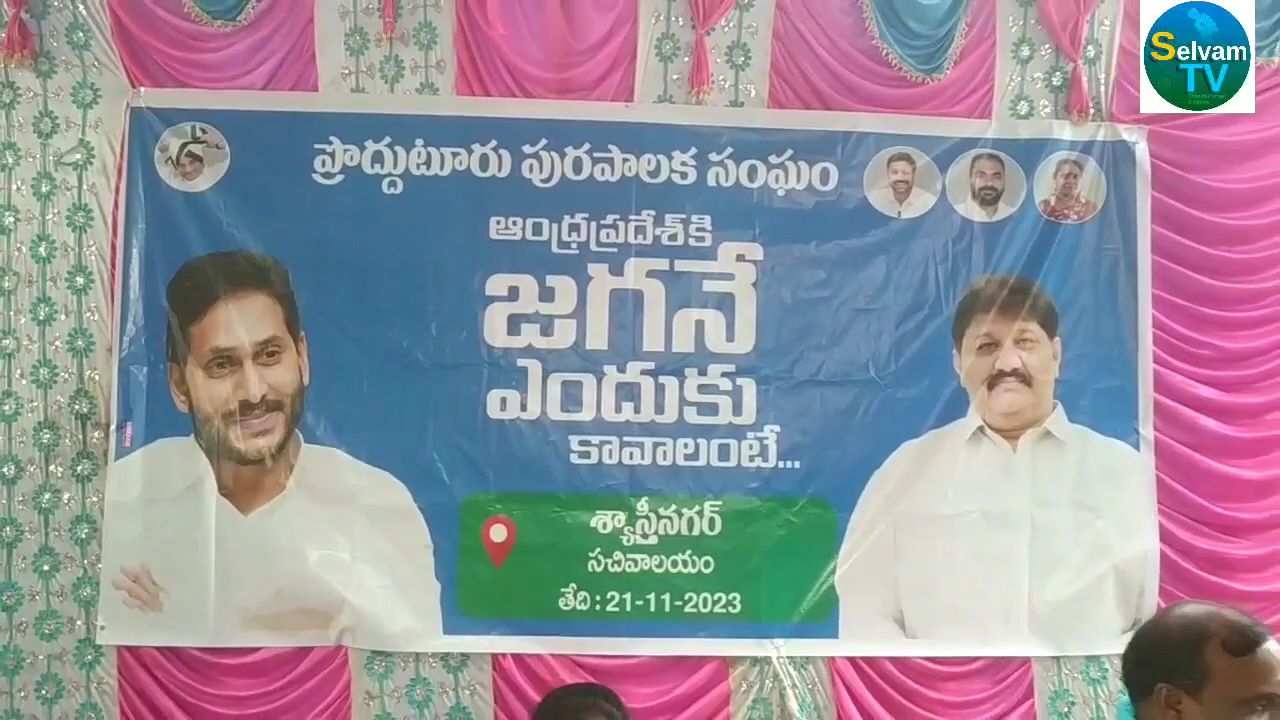 Selvam
TV
ప్రొద్దుటూరు పురపాలక సంఘం
ఆంధ్రప్రదేశ్‌కి
జగనే
ఎందుకు
కావాలంటే...
శ్యాస్త్రీనగర్
సచివాలయం
తేది : 21-11-2023